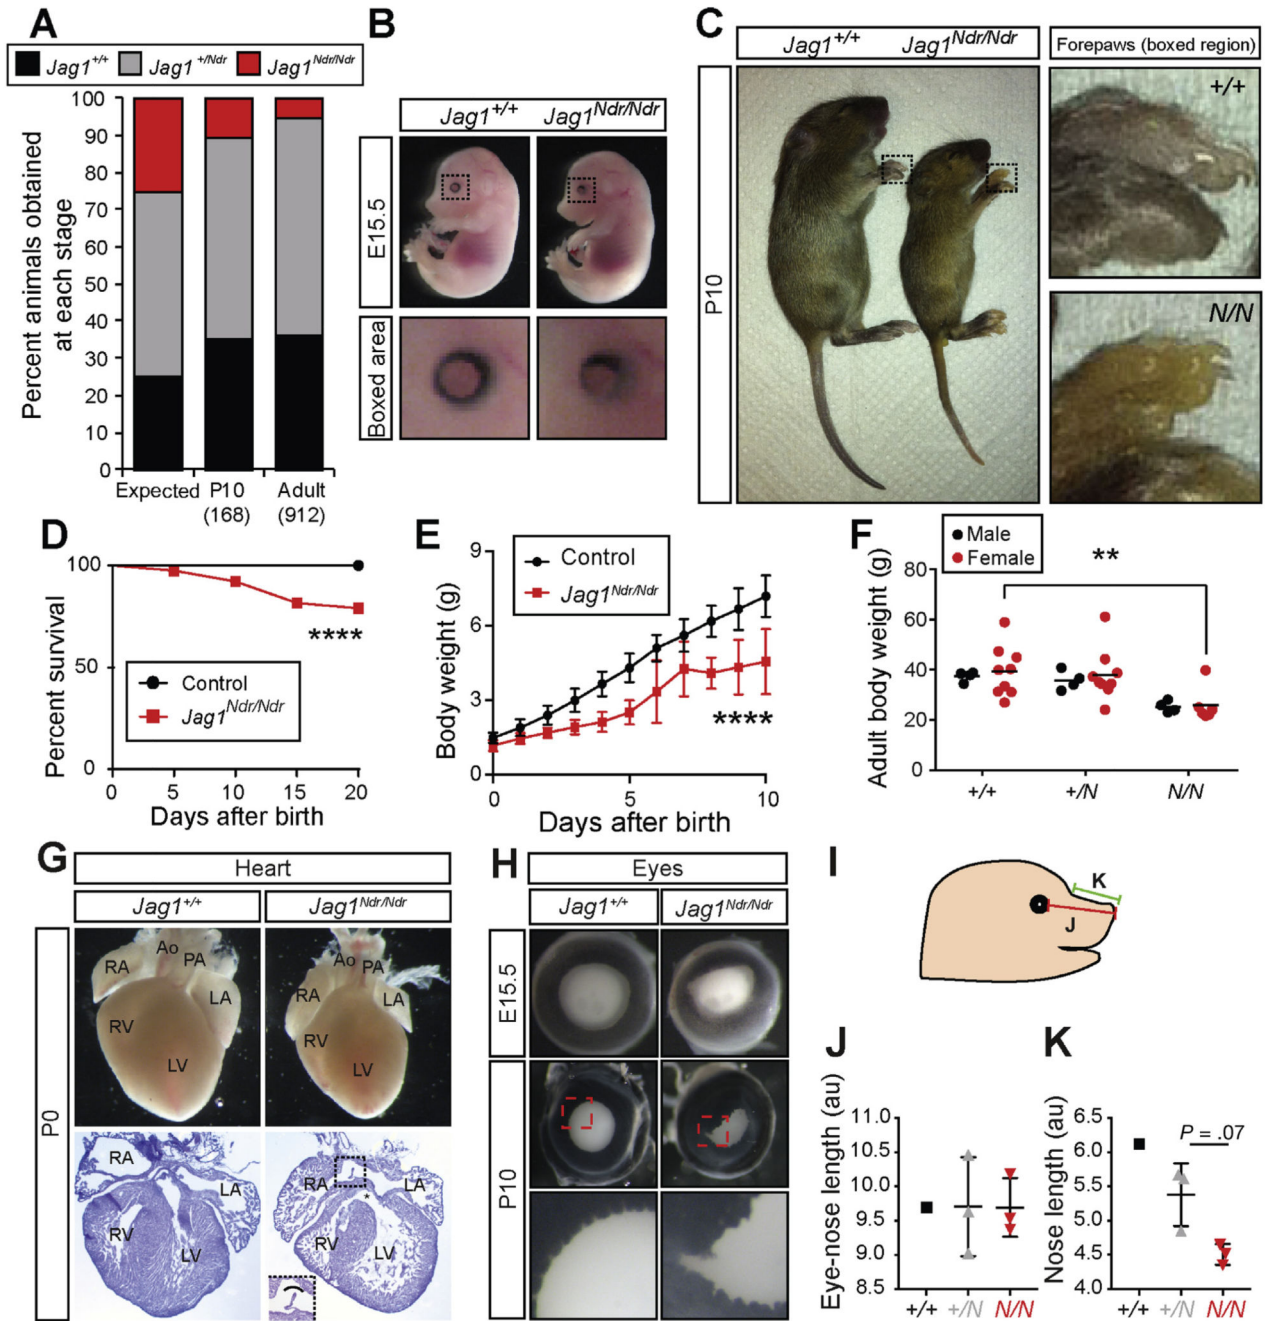 A
Jag1+/+ Jag1+/Ndr Jag1Ndr/Ndr
Percent animals obtained
at each stage
100
90
80
70
60
50
40
30
20
10
0
Expected P10 Adult
(168) (912)
B
Jag1+/+ Jag1Ndr/Ndr
E15.5
Boxed area
C
Jag1+/+ Jag1Ndr/Ndr
Forepaws (boxed region)
P10
+/+
N/N
D
Percent survival
100
50
0
****
Control
Jag1Ndr/Ndr
0 5 10 15 20
Days after birth
E
Body weight (g)
9
6
3
0
Control
Jag1Ndr/Ndr
****
0 5 10
Days after birth
F
Male
Female
**
Adult body weight (g)
80
60
40
20
0
+/+ +/N N/N
G
Heart
Jag1+/+ Jag1Ndr/Ndr
P0
RA Ao PA LA RV LV
RA Ao PA LA RV LV
RA LA RV LV
RA * LA RV LV
H
Eyes
Jag1+/+ Jag1Ndr/Ndr
E15.5
P10
I
K
J
J
Eye-nose length (au)
11.0
10.5
10.0
9.5
9.0
8.5
+/+ +/N N/N
K
Nose length (au)
6.5
6.0
5.5
5.0
4.5
4.0
P = .07
+/+ +/N N/N